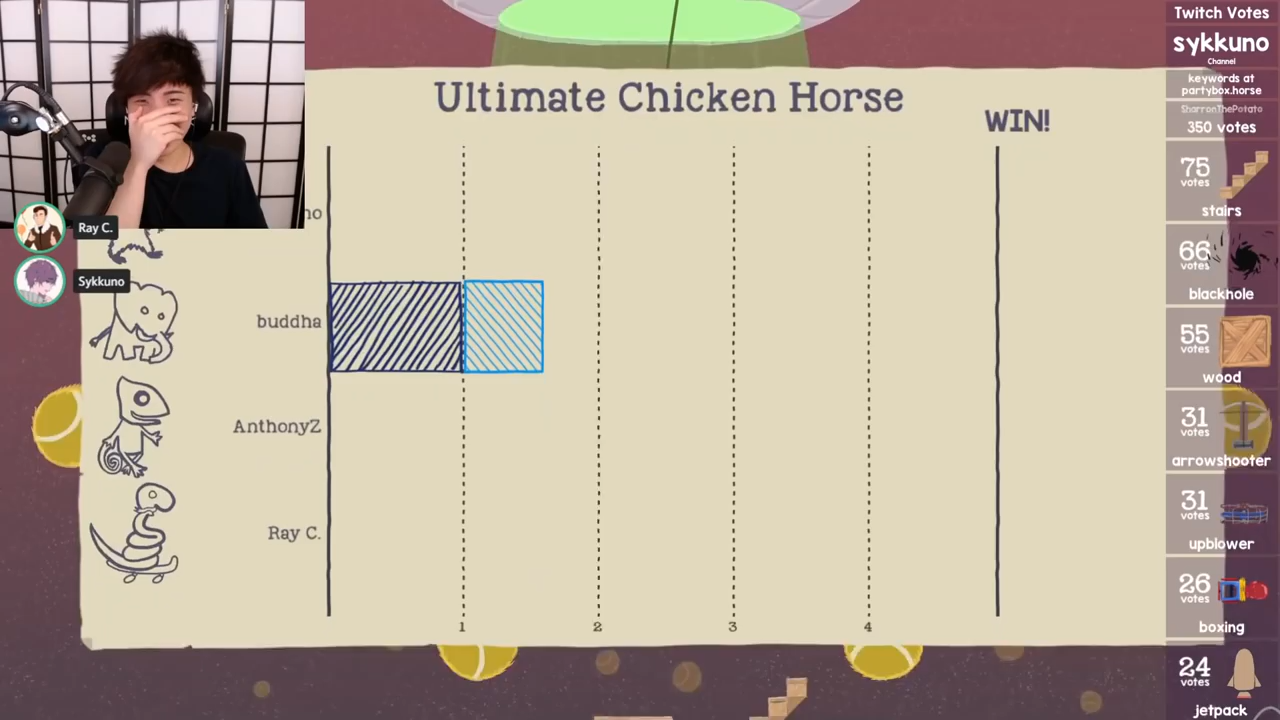 Ultimate Chicken Horse
WIN!
no
buddha
AnthonyZ
Ray C.
1
2
3
4
Ray C.
Sykkuno
Twitch Votes
sykkuno
Channel
keywords at
partybox.horse
SharronThePotato
350 votes
75
votes
stairs
66
votes
blackhole
55
votes
wood
31
votes
arrowshooter
31
votes
upblower
26
votes
boxing
24
votes
jetpack